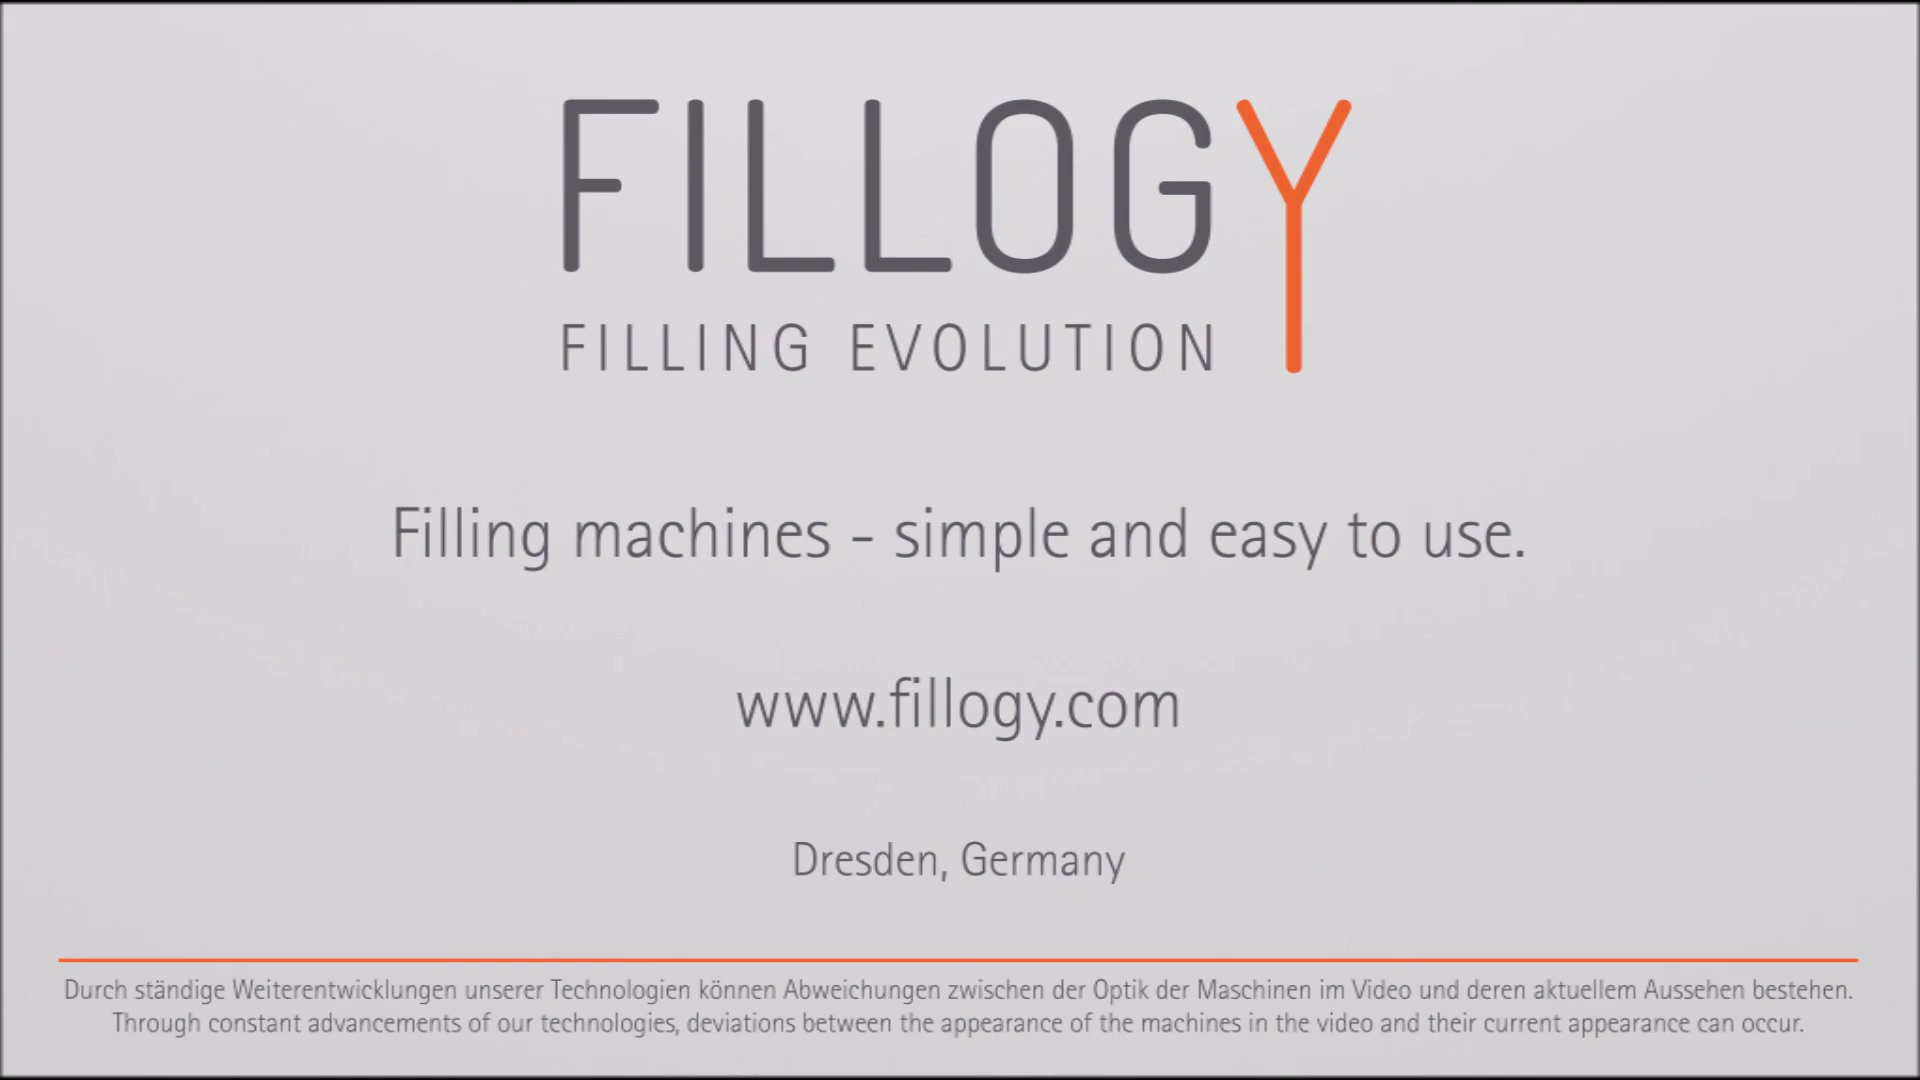 FILLOGY
FILLING EVOLUTION
Filling machines - simple and easy to use.
www.fillogy.com
Dresden, Germany
Durch ständige Weiterentwicklungen unserer Technologien können Abweichungen zwischen der Optik der Maschinen im Video und deren aktuellem Aussehen bestehen.
Through constant advancements of our technologies, deviations between the appearance of the machines in the video and their current appearance can occur.